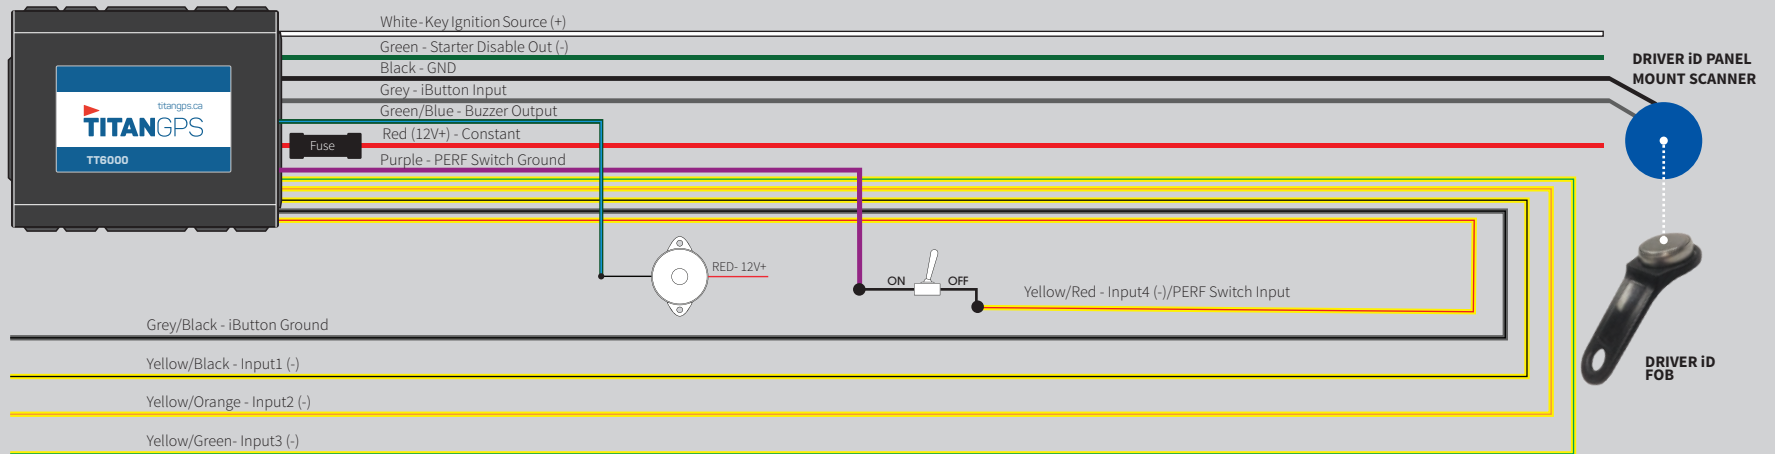 White-Key Ignition Source (+)
Green - Starter Disable Out (-)
Black - GND
Grey - iButton Input
Green/Blue - Buzzer Output
Red (12V+) - Constant
Fuse
Purple - PERF Switch Ground
titangps.ca
TITANGPS
TT6000
DRIVER iD PANEL
MOUNT SCANNER
RED- 12V+
ON
OFF
Yellow/Red - Input4 (-)/PERF Switch Input
Grey/Black - iButton Ground
Yellow/Black - Input1 (-)
Yellow/Orange - Input2 (-)
Yellow/Green- Input3 (-)
DRIVER iD
FOB